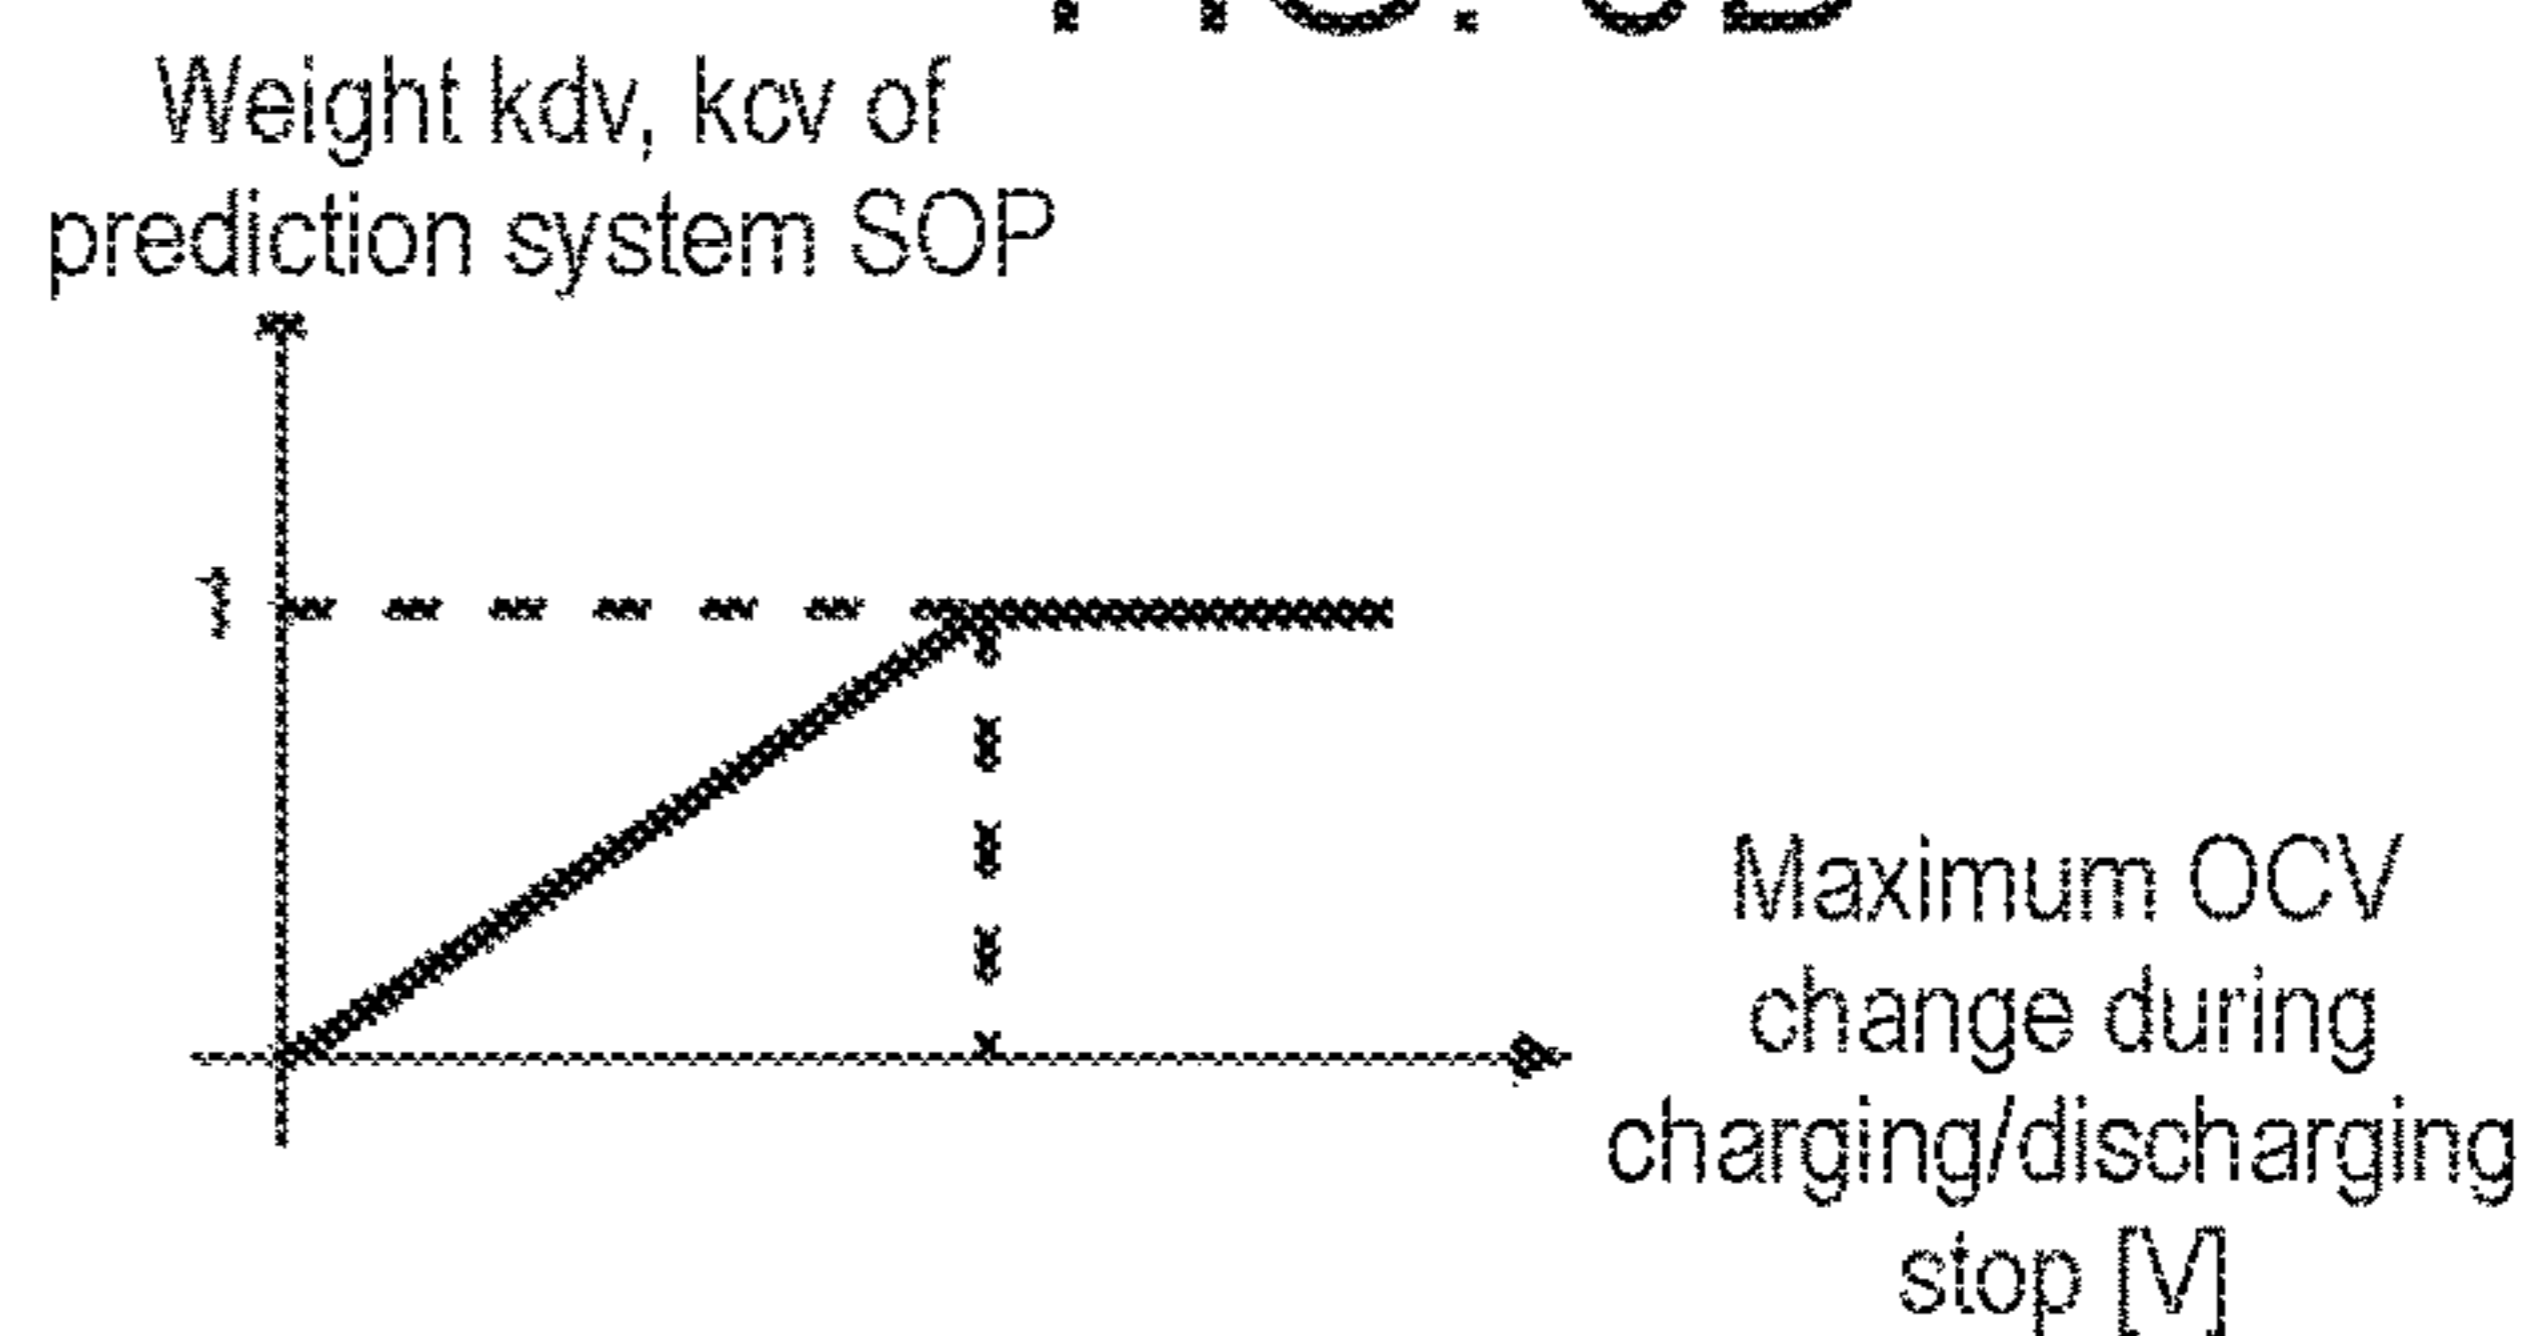 Weight kdv, kcv of
prediction system SOP
1
Maximum OCV
change during
charging/discharging
stop [V]